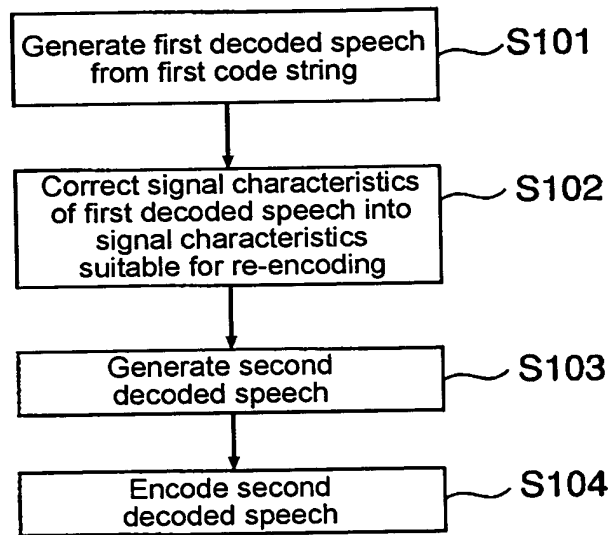 Generate first decoded speech
from first code string
S101
Correct signal characteristics
of first decoded speech into
signal characteristics
suitable for re-encoding
S102
Generate second
decoded speech
S103
Encode second
decoded speech
S104